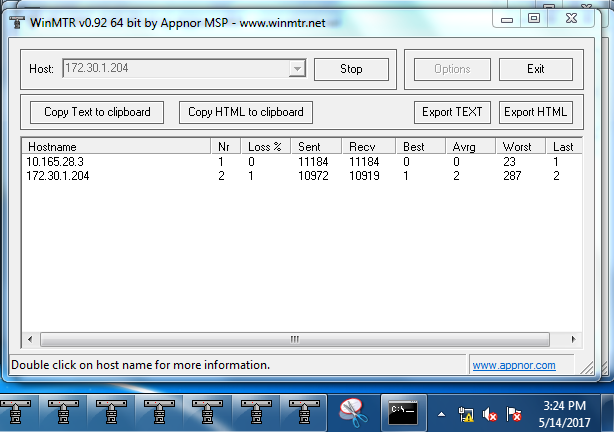 WinMTR v0.92 64 bit by Appnor MSP - www.winmtr.net
Host: 172.30.1.204 Stop Options Exit
Copy Text to clipboard Copy HTML to clipboard Export TEXT Export HTML
Hostname Nr Loss % Sent Recv Best Avrg Worst Last
10.165.28.3 1 0 11184 11184 0 0 23 1
172.30.1.204 2 1 10972 10919 1 2 287 2
Double click on host name for more information. www.appnor.com
C:\_
3:24 PM
5/14/2017